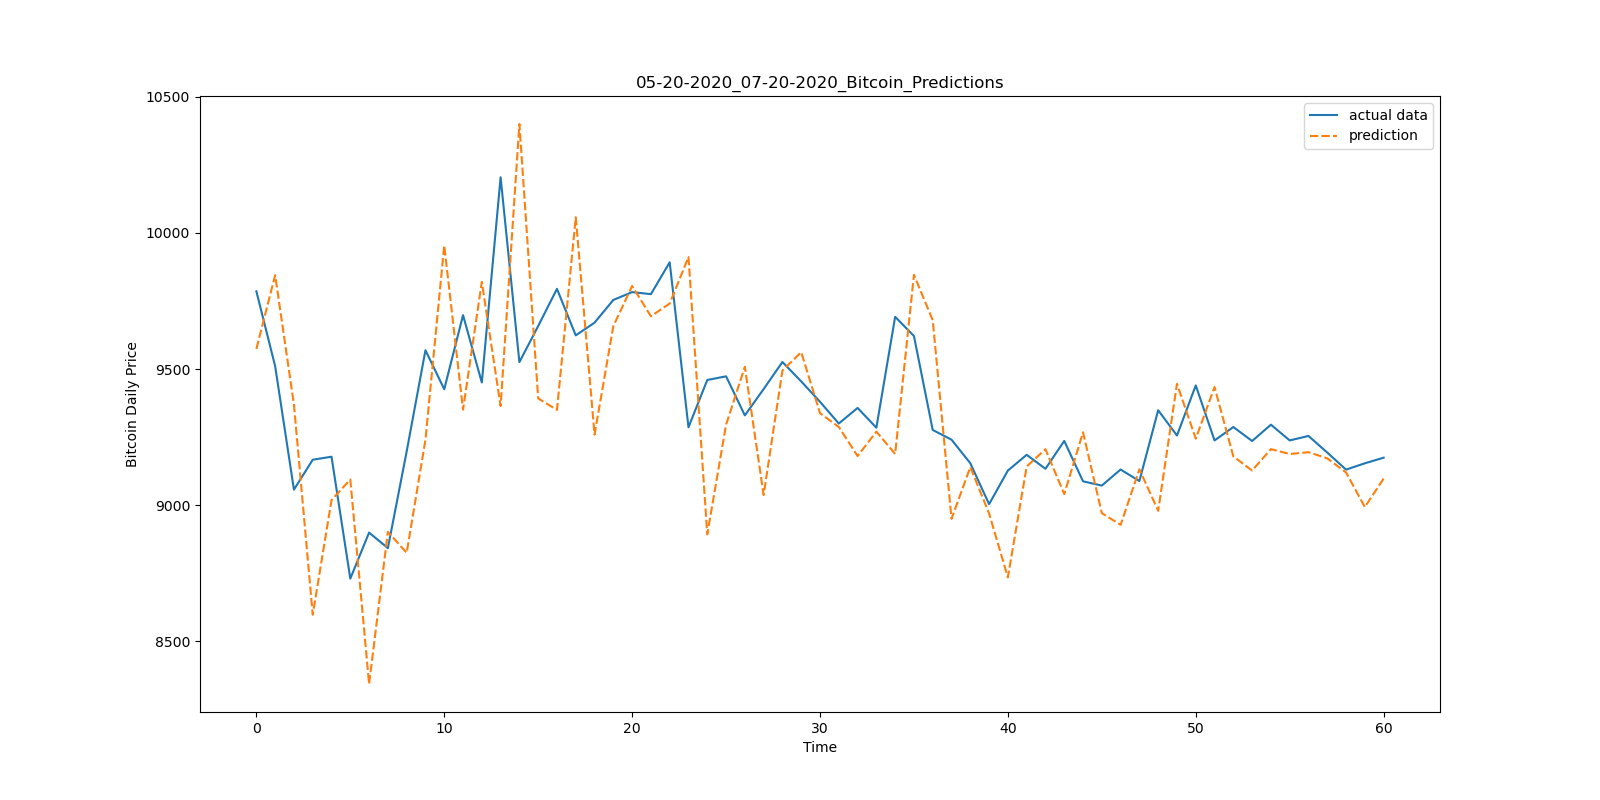 05-20-2020_07-20-2020_Bitcoin_Predictions
actual data
prediction
Bitcoin Daily Price
10500
10000
9500
9000
8500
0 10 20 30 40 50 60
Time